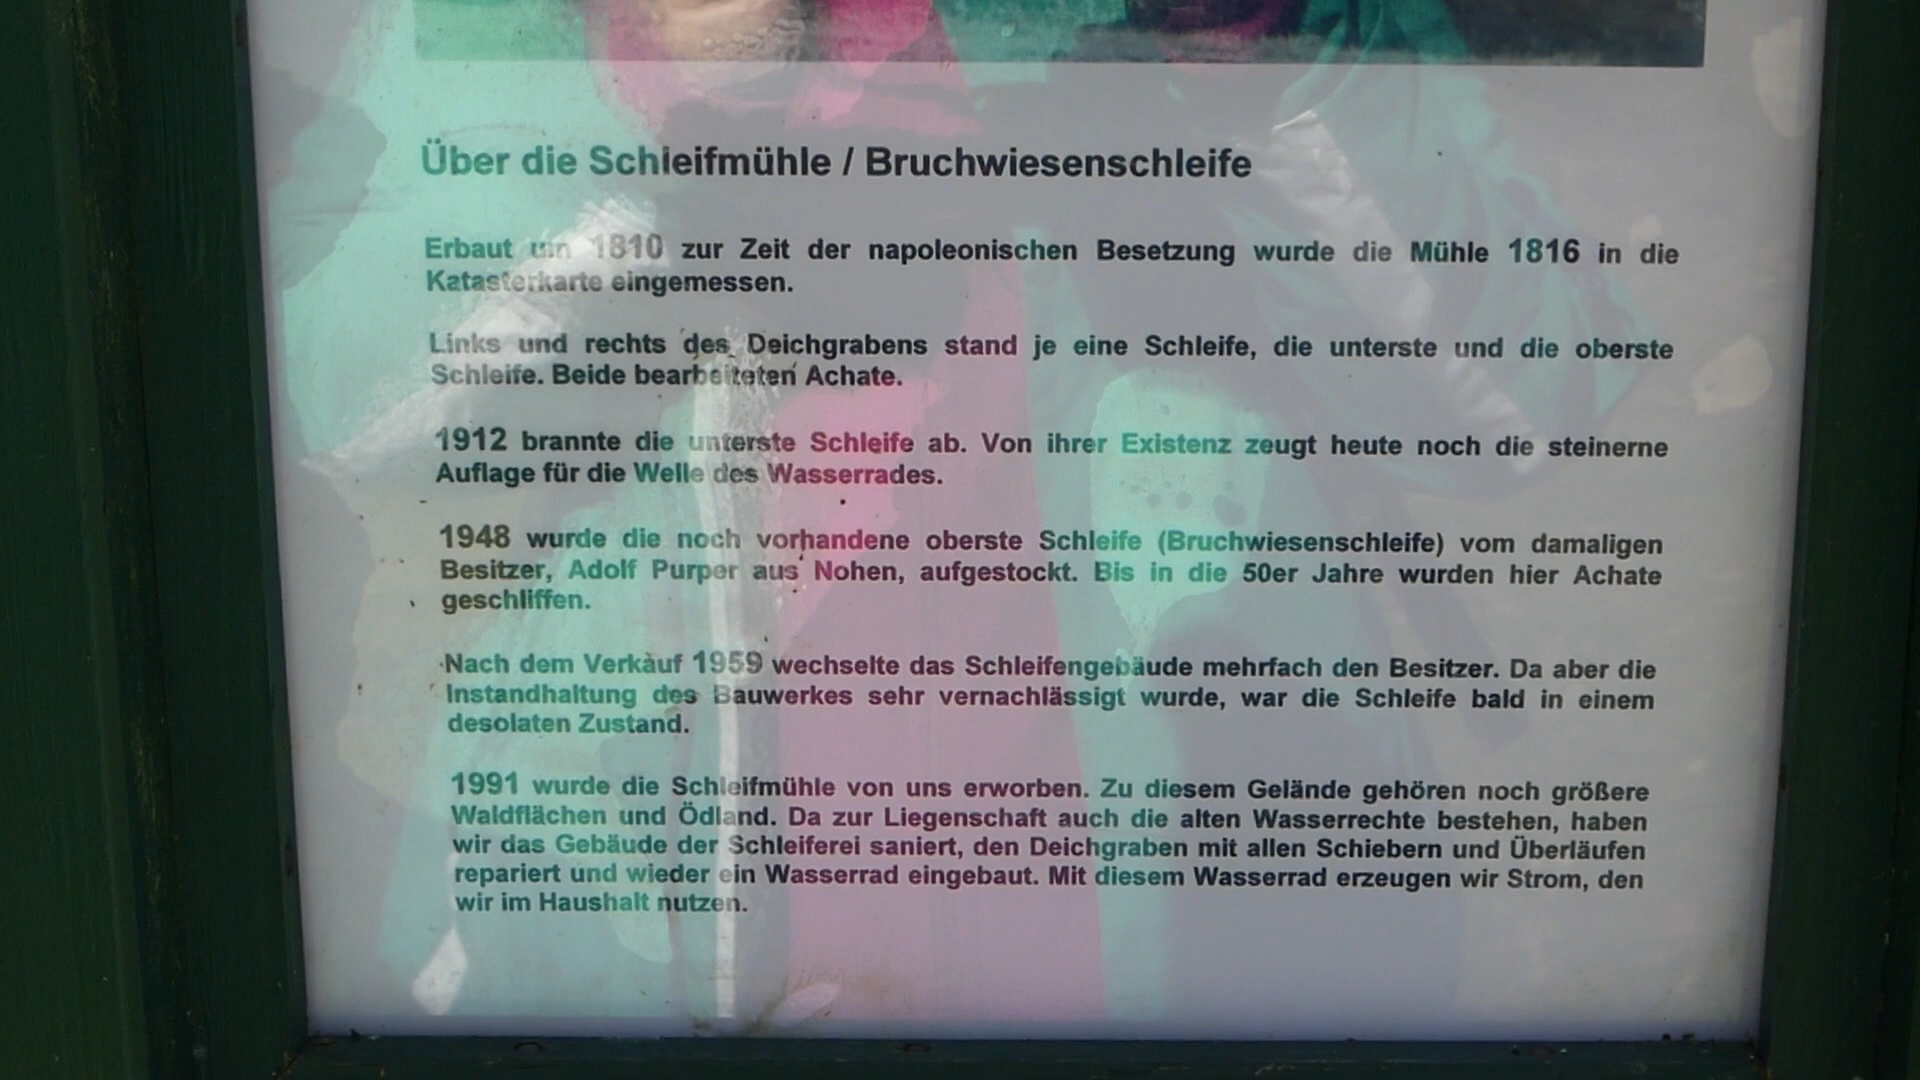 Über die Schleifmühle / Bruchwiesenschleife
Erbaut um 1810 zur Zeit der napoleonischen Besetzung wurde die Mühle 1816 in die
Katasterkarte eingemessen.
Links und rechts des Deichgrabens stand je eine Schleife, die unterste und die oberste
Schleife. Beide bearbeiteten Achate.
1912 brannte die unterste Schleife ab. Von ihrer Existenz zeugt heute noch die steinerne
Auflage für die Welle des Wasserrades.
1948 wurde die noch vorhandene oberste Schleife (Bruchwiesenschleife) vom damaligen
Besitzer, Adolf Purper aus Nohen, aufgestockt. Bis in die 50er Jahre wurden hier Achate
geschliffen.
Nach dem Verkauf 1959 wechselte das Schleifengebäude mehrfach den Besitzer. Da aber die
Instandhaltung des Bauwerkes sehr vernachlässigt wurde, war die Schleife bald in einem
desolaten Zustand.
1991 wurde die Schleifmühle von uns erworben. Zu diesem Gelände gehören noch größere
Waldflächen und Ödland. Da zur Liegenschaft auch die alten Wasserrechte bestehen, haben
wir das Gebäude der Schleiferei saniert, den Deichgraben mit allen Schiebern und Überläufen
repariert und wieder ein Wasserrad eingebaut. Mit diesem Wasserrad erzeugen wir Strom, den
wir im Haushalt nutzen.